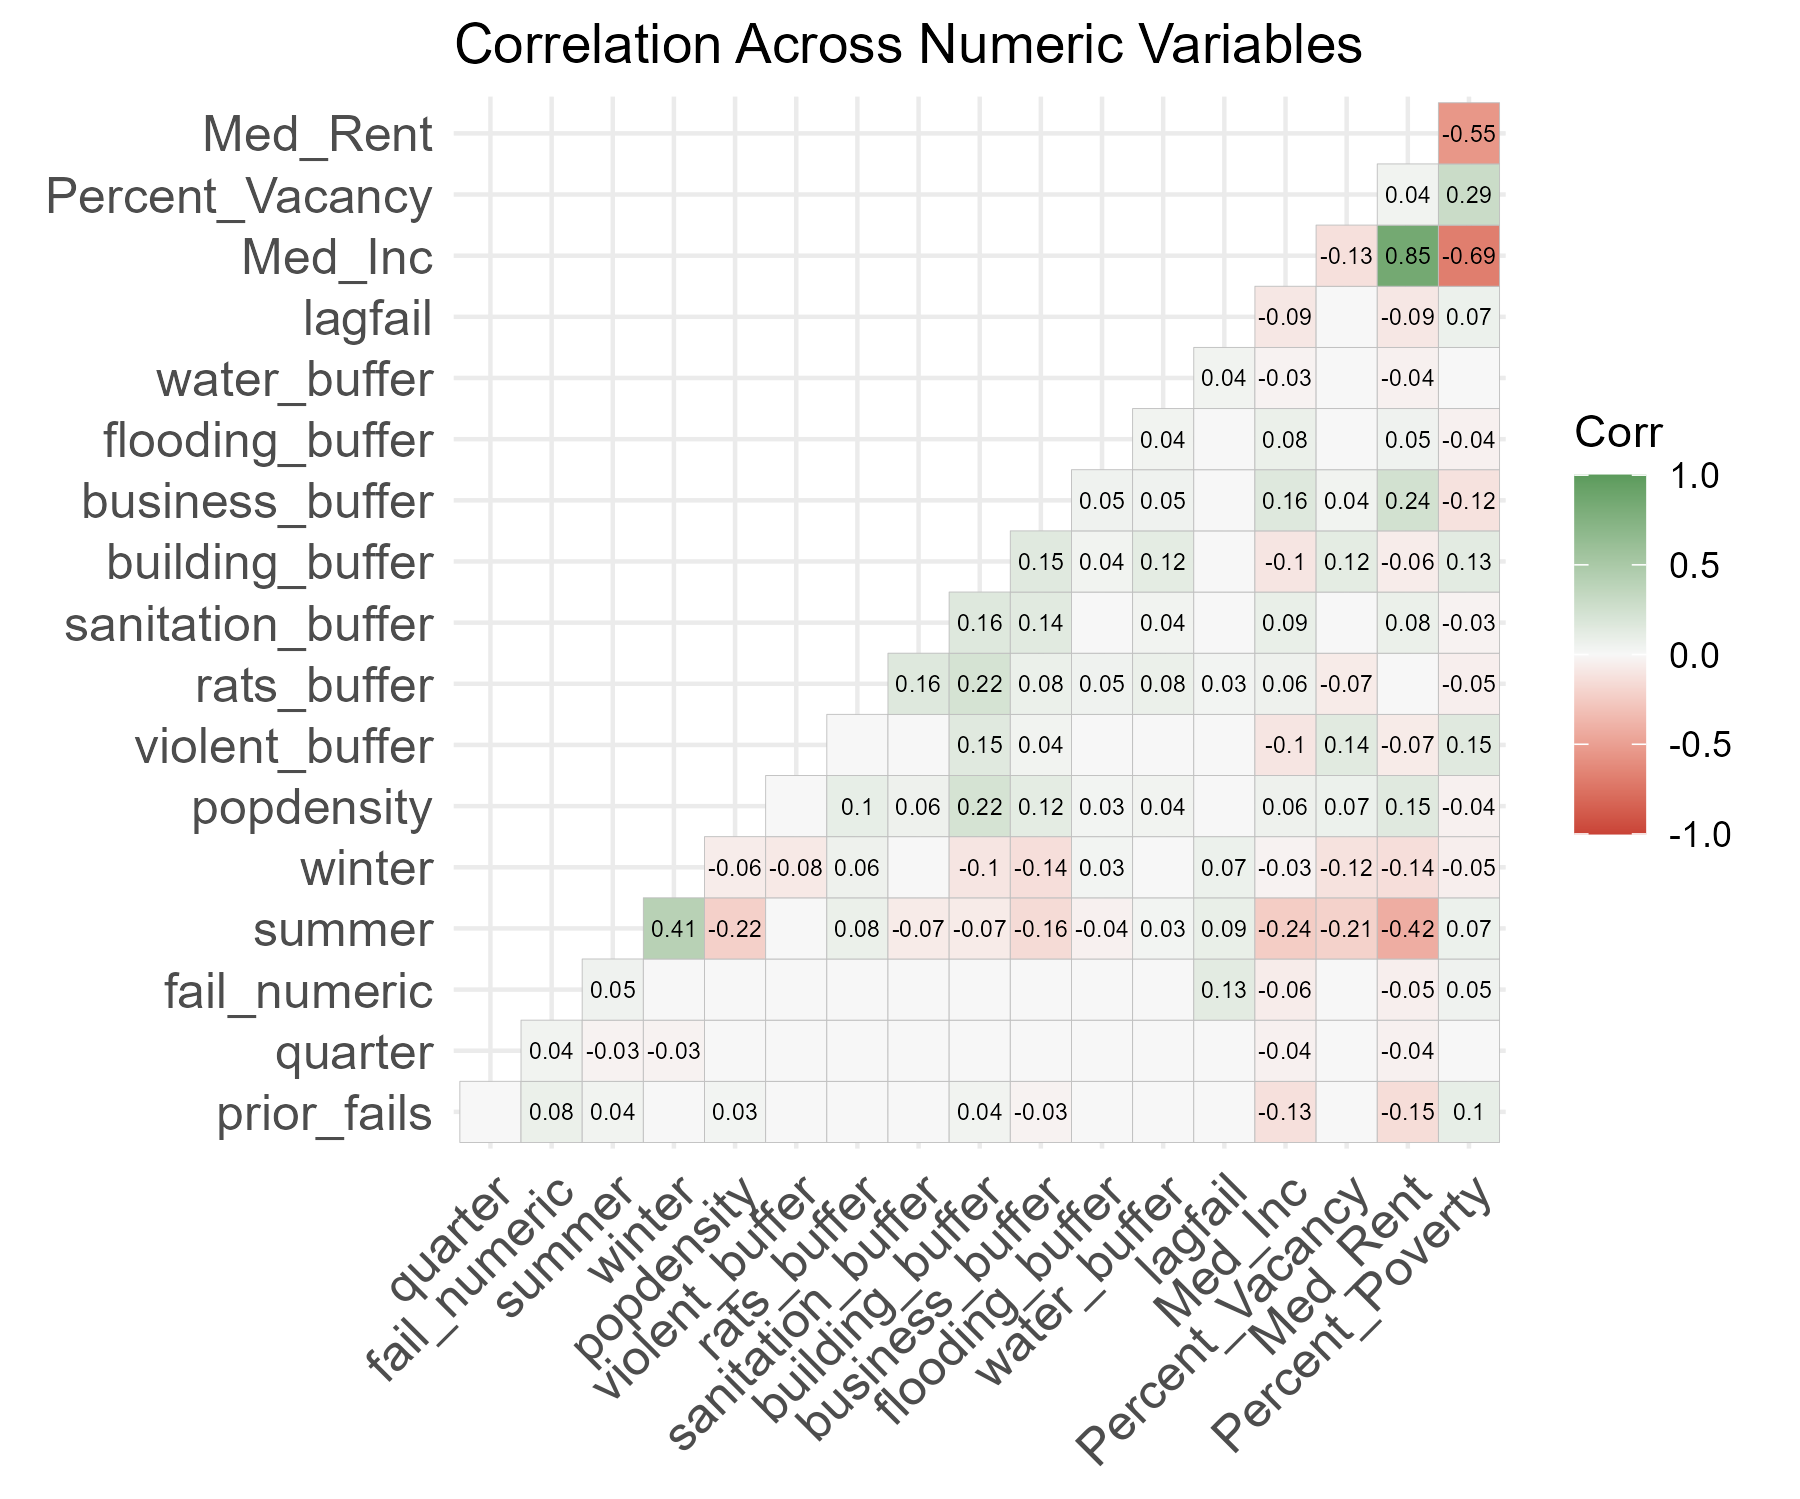 Correlation Across Numeric Variables
Med_Rent -0.55
Percent_Vacancy 0.04 0.29
Med_Inc -0.13 0.85 -0.69
lagfail -0.09 -0.09 0.07
water_buffer 0.04 -0.03 -0.04
flooding_buffer 0.04 0.08 0.05 -0.04
business_buffer 0.05 0.05 0.16 0.04 0.24 -0.12
building_buffer 0.15 0.04 0.12 -0.1 0.12 -0.06 0.13
sanitation_buffer 0.16 0.14 0.04 0.09 0.08 -0.03
rats_buffer 0.16 0.22 0.08 0.05 0.08 0.03 0.06 -0.07 -0.05
violent_buffer 0.15 0.04 -0.1 0.14 -0.07 0.15
popdensity 0.1 0.06 0.22 0.12 0.03 0.04 0.06 0.07 0.15 -0.04
winter -0.06 -0.08 0.06 -0.1 -0.14 0.03 0.07 -0.03 -0.12 -0.14 -0.05
summer 0.41 -0.22 0.08 -0.07 -0.07 -0.16 -0.04 0.03 0.09 -0.24 -0.21 -0.42 0.07
fail_numeric 0.05 0.13 -0.06 -0.05 0.05
quarter 0.04 -0.03 -0.03 -0.04 -0.04
prior_fails 0.08 0.04 0.03 0.04 -0.03 -0.13 -0.15 0.1
quarter
fail_numeric
summer
winter
popdensity
violent_buffer
rats_buffer
sanitation_buffer
building_buffer
business_buffer
flooding_buffer
water_buffer
lagfail
Med_Inc
Percent_Vacancy
Med_Rent
Percent_Poverty
Corr
1.0
0.5
0.0
-0.5
-1.0